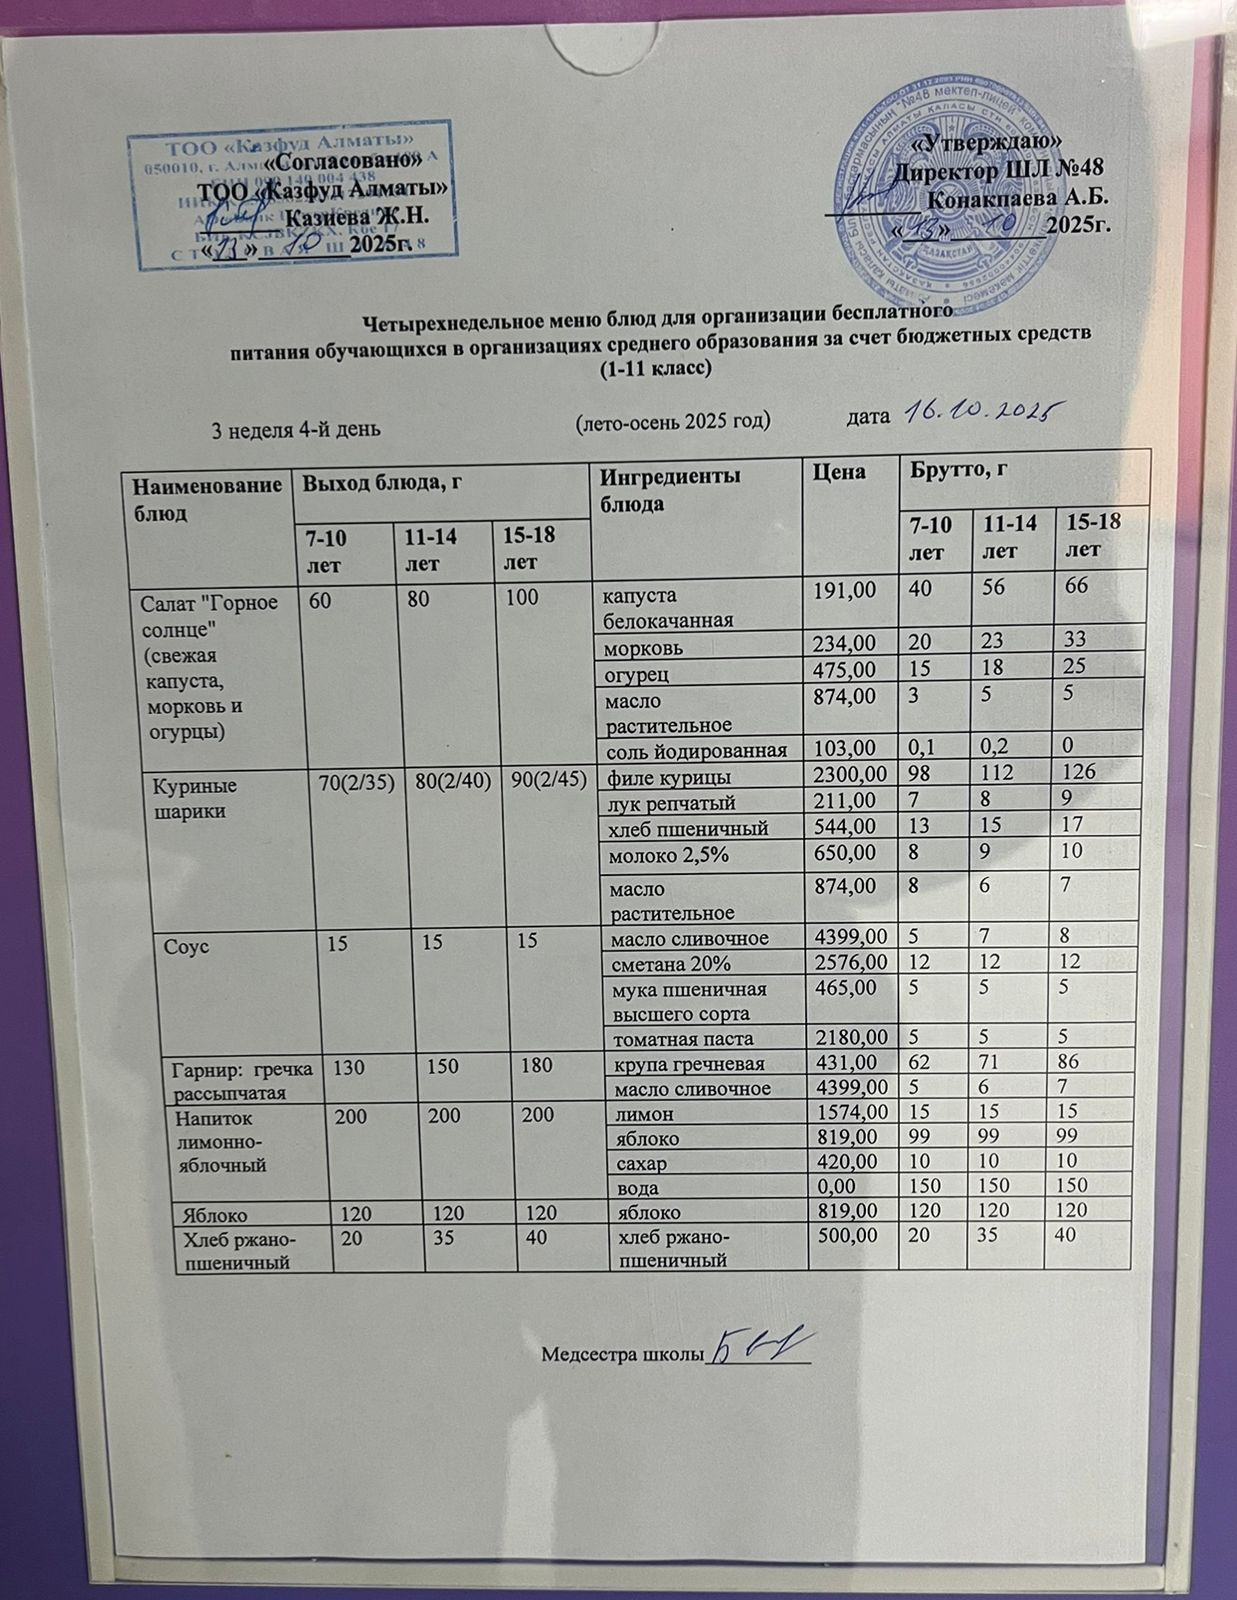 ТОО «Казфуд Алматы»
«Согласовано»
ТОО «Казфуд Алматы»
Казиева Ж.Н.
«13» 10 2025г.
«Утверждаю»
Директор ШЛ №48
Конакпаева А.Б.
«13» 10 2025г.
ҚАЗАҚСТАН
Четырехнедельное меню блюд для организации бесплатного
питания обучающихся в организациях среднего образования за счет бюджетных средств
(1-11 класс)
3 неделя 4-й день (лето-осень 2025 год) дата 16.10.2025
Наименование блюд Выход блюда, г Ингредиенты блюда Цена Брутто, г
7-10 лет 11-14 лет 15-18 лет 7-10 лет 11-14 лет 15-18 лет
Салат "Горное солнце" (свежая капуста, морковь и огурцы) 60 80 100 капуста белокачанная 191,00 40 56 66
морковь 234,00 20 23 33
огурец 475,00 15 18 25
масло растительное 874,00 3 5 5
соль йодированная 103,00 0,1 0,2 0
Куриные шарики 70(2/35) 80(2/40) 90(2/45) филе курицы 2300,00 98 112 126
лук репчатый 211,00 7 8 9
хлеб пшеничный 544,00 13 15 17
молоко 2,5% 650,00 8 9 10
масло растительное 874,00 8 6 7
Соус 15 15 15 масло сливочное 4399,00 5 7 8
сметана 20% 2576,00 12 12 12
мука пшеничная высшего сорта 465,00 5 5 5
томатная паста 2180,00 5 5 5
Гарнир: гречка рассыпчатая 130 150 180 крупа гречневая 431,00 62 71 86
масло сливочное 4399,00 5 6 7
Напиток лимонно-яблочный 200 200 200 лимон 1574,00 15 15 15
яблоко 819,00 99 99 99
сахар 420,00 10 10 10
вода 0,00 150 150 150
Яблоко 120 120 120 яблоко 819,00 120 120 120
Хлеб ржано-пшеничный 20 35 40 хлеб ржано-пшеничный 500,00 20 35 40
Медсестра школы